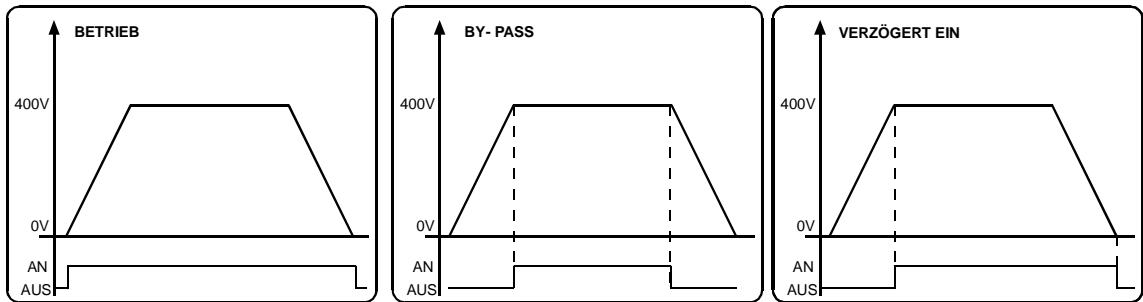 BETRIEB
400V
0V
AN
AUS
BY- PASS
400V
0V
AN
AUS
VERZÖGERT EIN
400V
0V
AN
AUS